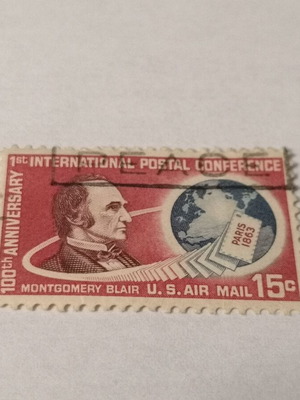 1st INTERNATIONAL POSTAL CONFERENCE
100th ANNIVERSARY
PARIS
1863
MONTGOMERY BLAIR U.S. AIR MAIL 15c